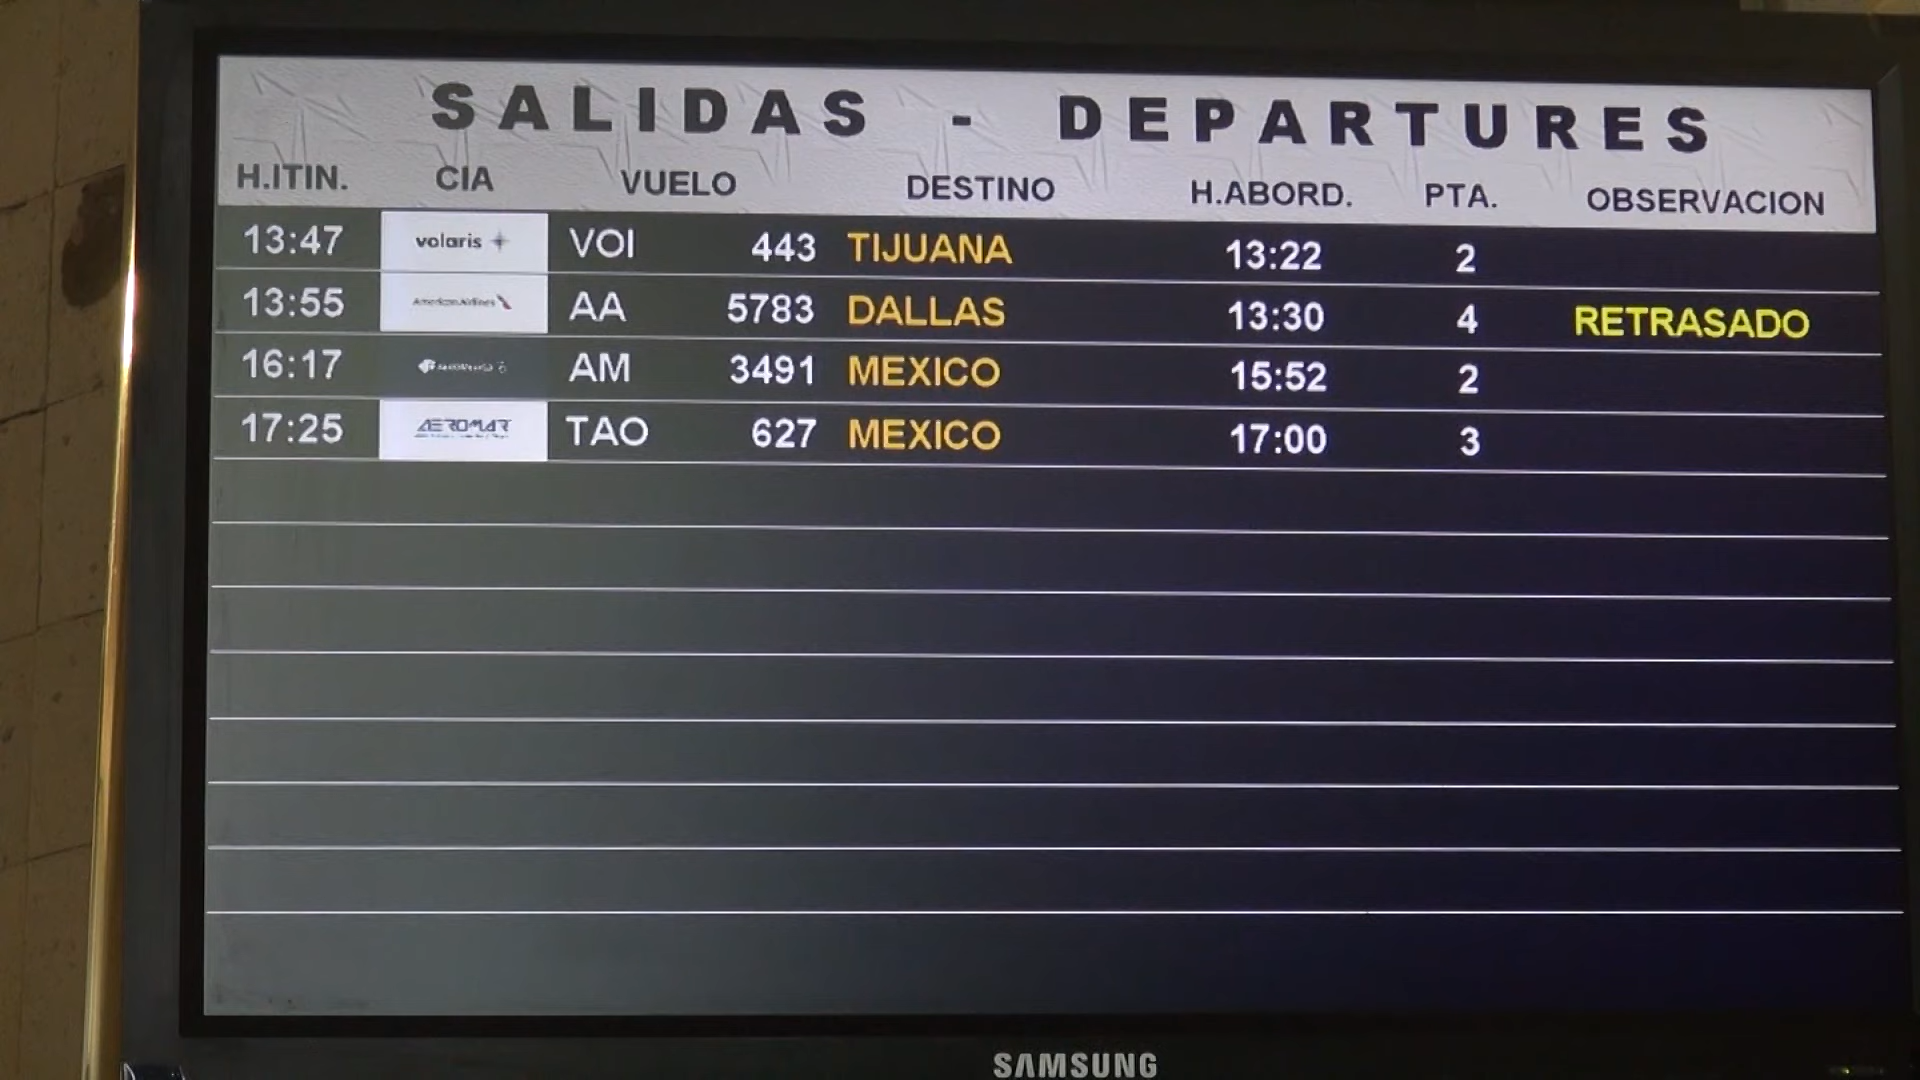 SALIDAS - DEPARTURES
H.ITIN. CIA VUELO DESTINO H.ABORD. PTA. OBSERVACION
13:47 volaris VOI 443 TIJUANA 13:22 2
13:55 American Airlines AA 5783 DALLAS 13:30 4 RETRASADO
16:17 AM 3491 MEXICO 15:52 2
17:25 AEROMAR TAO 627 MEXICO 17:00 3
SAMSUNG